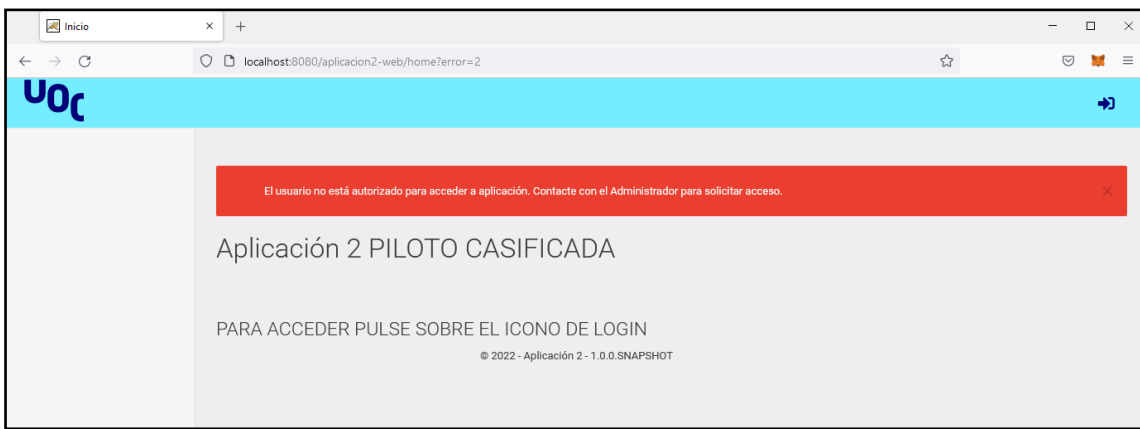 Inicio
localhost:8080/aplicacion2-web/home?error=2
UOC
El usuario no está autorizado para acceder a aplicación. Contacte con el Administrador para solicitar acceso.
Aplicación 2 PILOTO CASIFICADA
PARA ACCEDER PULSE SOBRE EL ICONO DE LOGIN
© 2022 - Aplicación 2 - 1.0.0.SNAPSHOT